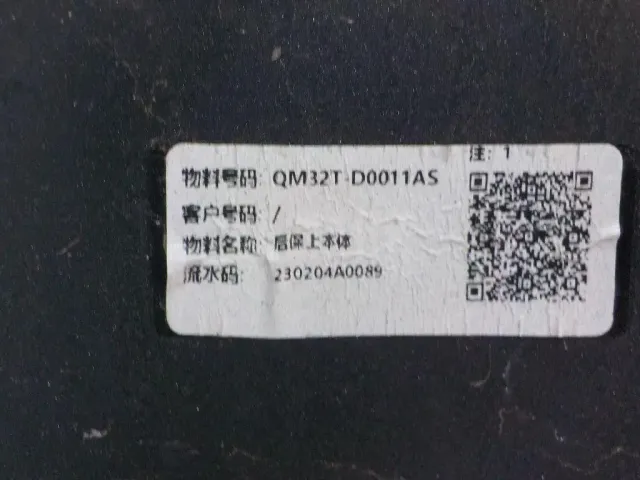 注: 1
物料号码: QM32T-D0011AS
客户号码: /
物料名称: 后保上本体
流水码: 230204A0089